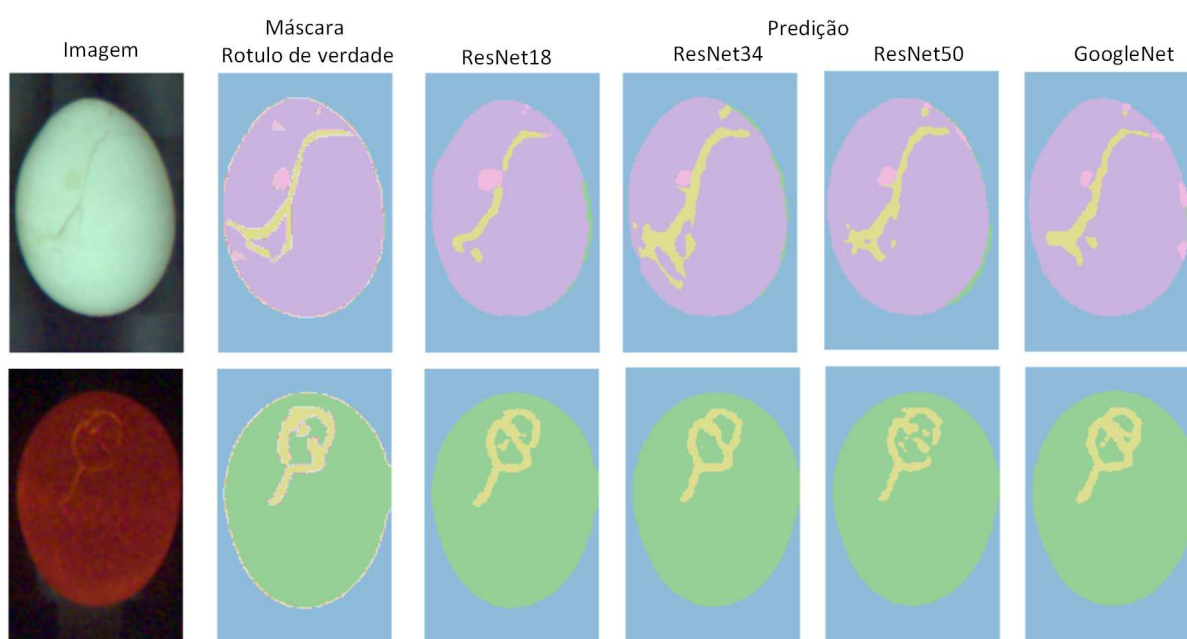 Imagem
Máscara
Rotulo de verdade
Predição
ResNet18
ResNet34
ResNet50
GoogleNet